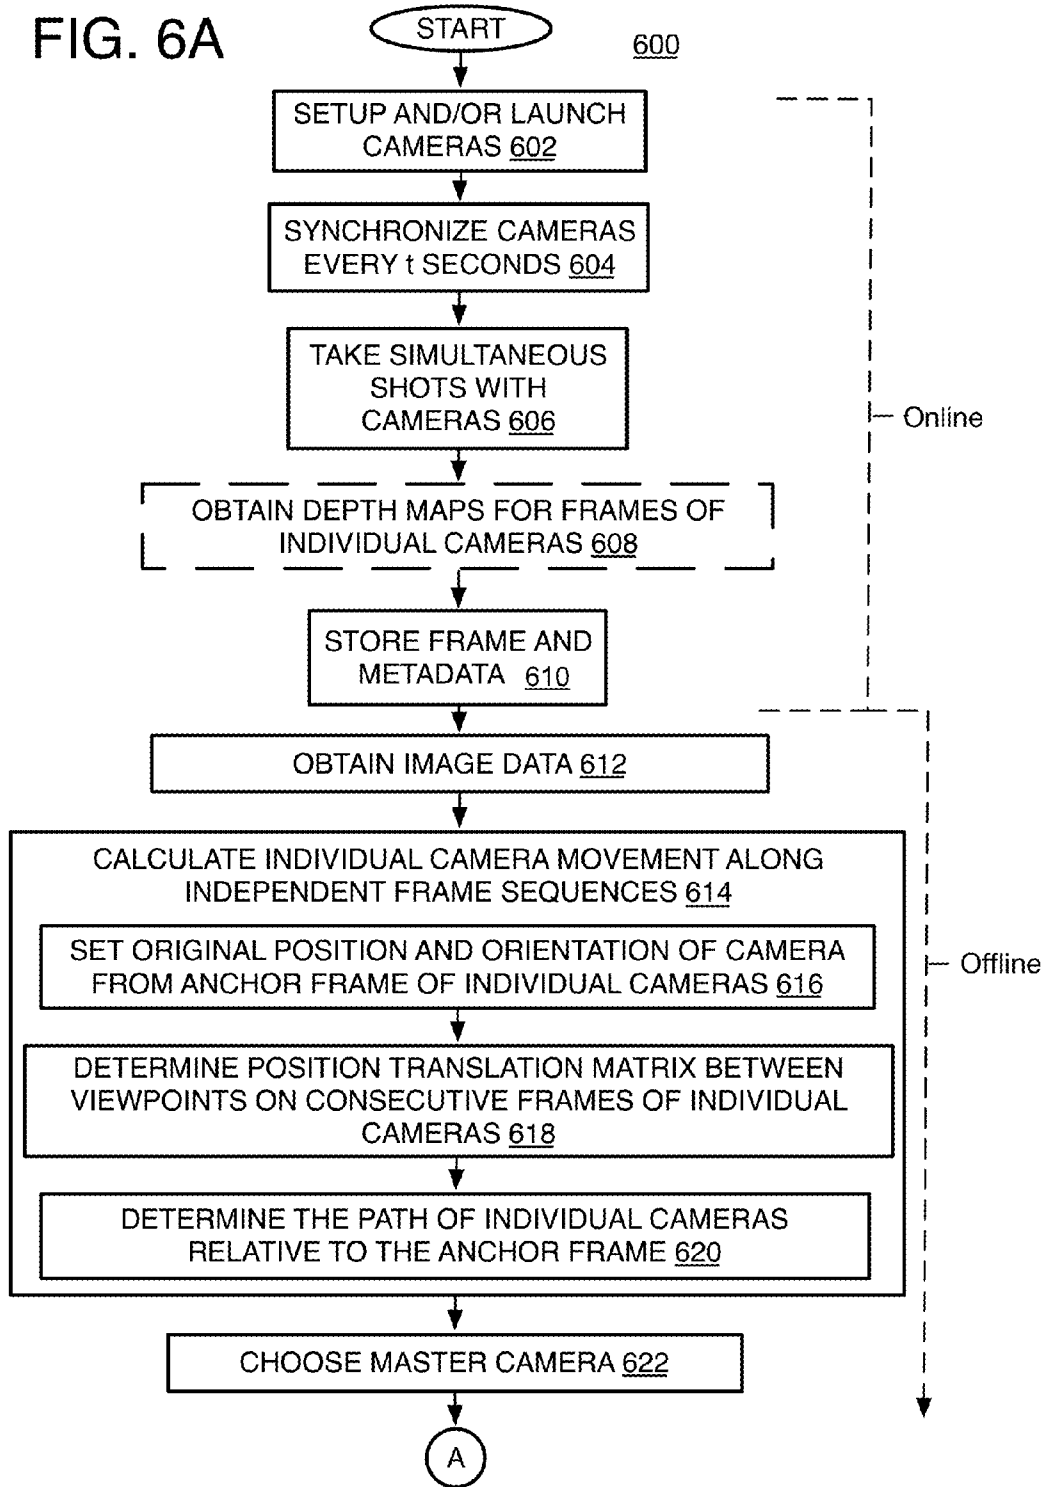 FIG. 6A
START
600
SETUP AND/OR LAUNCH
CAMERAS 602
SYNCHRONIZE CAMERAS
EVERY t SECONDS 604
TAKE SIMULTANEOUS
SHOTS WITH
CAMERAS 606
Online
OBTAIN DEPTH MAPS FOR FRAMES OF
INDIVIDUAL CAMERAS 608
STORE FRAME AND
METADATA 610
OBTAIN IMAGE DATA 612
CALCULATE INDIVIDUAL CAMERA MOVEMENT ALONG
INDEPENDENT FRAME SEQUENCES 614
SET ORIGINAL POSITION AND ORIENTATION OF CAMERA
FROM ANCHOR FRAME OF INDIVIDUAL CAMERAS 616
Offline
DETERMINE POSITION TRANSLATION MATRIX BETWEEN
VIEWPOINTS ON CONSECUTIVE FRAMES OF INDIVIDUAL
CAMERAS 618
DETERMINE THE PATH OF INDIVIDUAL CAMERAS
RELATIVE TO THE ANCHOR FRAME 620
CHOOSE MASTER CAMERA 622
A